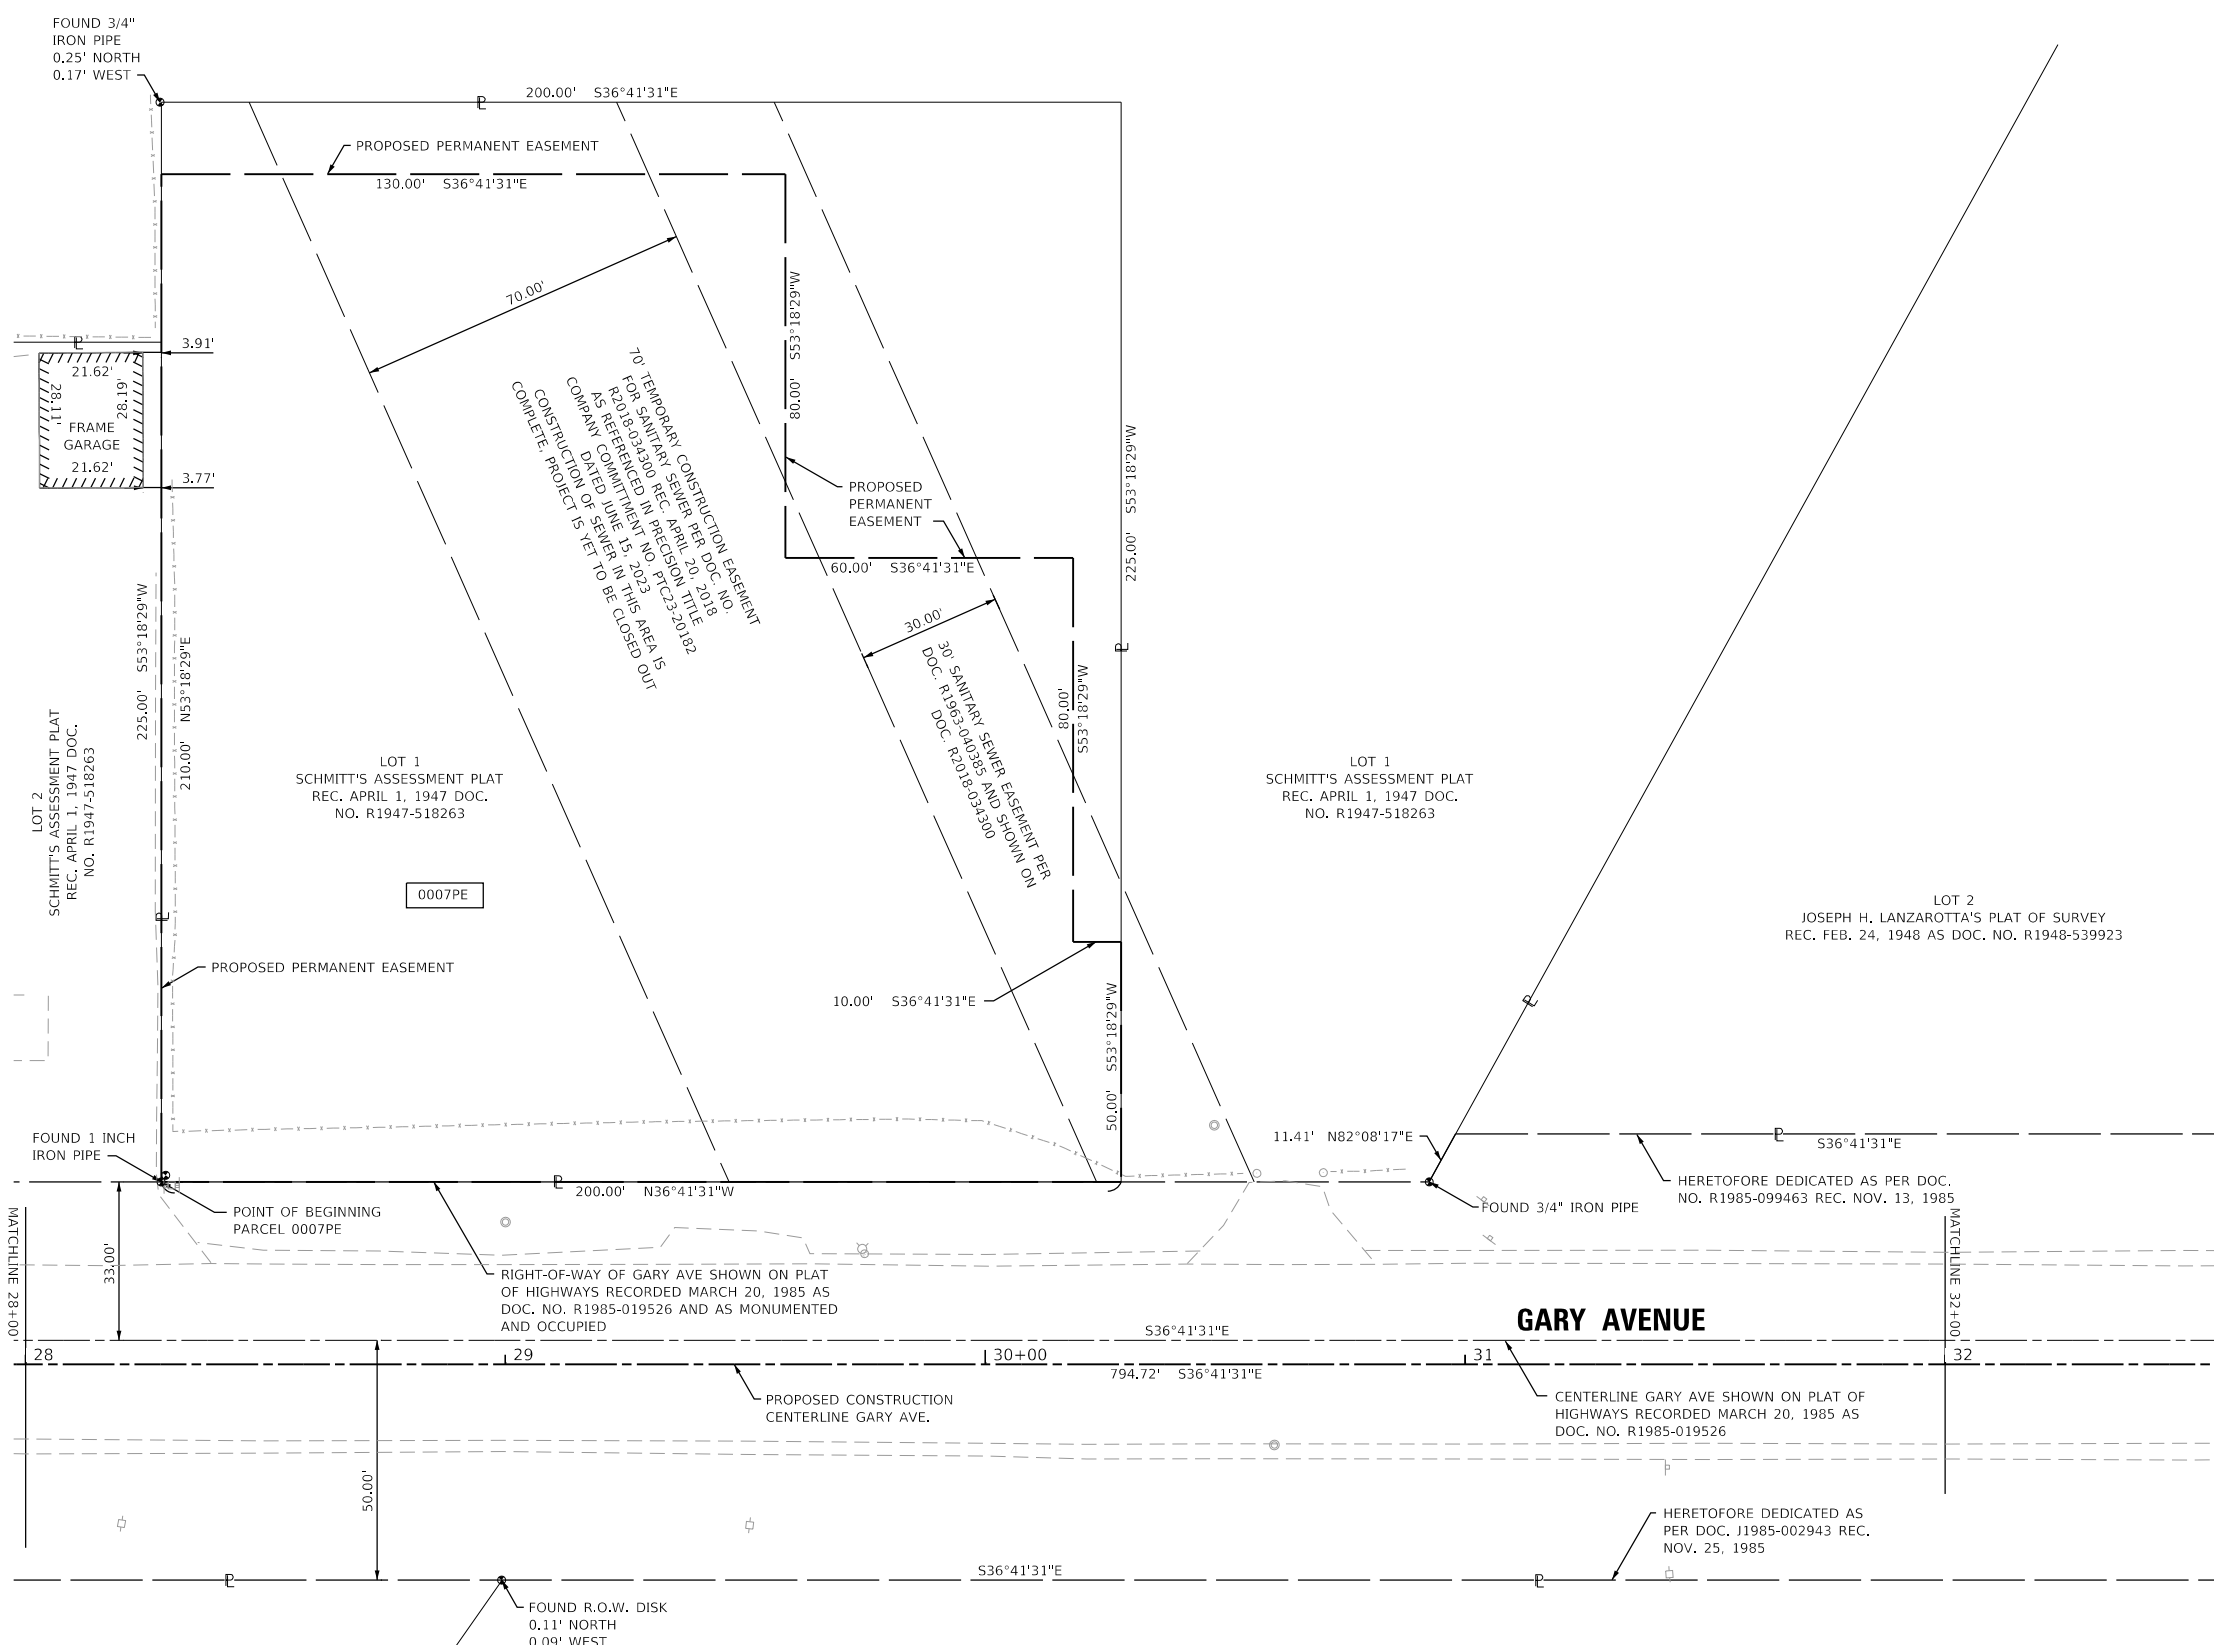 FOUND 3/4"
IRON PIPE
0.25' NORTH
0.17' WEST
200.00' S36°41'31"E
PROPOSED PERMANENT EASEMENT
130.00' S36°41'31"E
70.00'
80.00' S53°18'29"W
3.91'
21.62'
28.11'
28.19'
FRAME
GARAGE
21.62'
3.77'
70' TEMPORARY CONSTRUCTION EASEMENT
FOR SANITARY SEWER PER DOC. NO.
R2018-034300 REC. APRIL 20, 2018
AS REFERENCED IN PRECISION TITLE
COMPANY COMMITTMENT NO. PTC23-20182
DATED JUNE 15, 2023
CONSTRUCTION OF SEWER IN THIS AREA IS
COMPLETE, PROJECT IS YET TO BE CLOSED OUT
PROPOSED
PERMANENT
EASEMENT
225.00' S53°18'29"W
60.00' S36°41'31"E
30.00'
30' SANITARY SEWER EASEMENT PER
DOC. R1963-040385 AND SHOWN ON
DOC. R2018-034300
80.00'
S53°18'29"W
225.00' S53°18'29"W
210.00' N53°18'29"E
LOT 2
SCHMITT'S ASSESSMENT PLAT
REC. APRIL 1, 1947 DOC.
NO. R1947-518263
LOT 1
SCHMITT'S ASSESSMENT PLAT
REC. APRIL 1, 1947 DOC.
NO. R1947-518263
0007PE
LOT 1
SCHMITT'S ASSESSMENT PLAT
REC. APRIL 1, 1947 DOC.
NO. R1947-518263
LOT 2
JOSEPH H. LANZAROTTA'S PLAT OF SURVEY
REC. FEB. 24, 1948 AS DOC. NO. R1948-539923
PROPOSED PERMANENT EASEMENT
10.00' S36°41'31"E
50.00' S53°18'29"W
FOUND 1 INCH
IRON PIPE
11.41' N82°08'17"E
S36°41'31"E
200.00' N36°41'31"W
HERETOFORE DEDICATED AS PER DOC.
NO. R1985-099463 REC. NOV. 13, 1985
FOUND 3/4" IRON PIPE
POINT OF BEGINNING
PARCEL 0007PE
MATCHLINE 28+00
33.00'
RIGHT-OF-WAY OF GARY AVE SHOWN ON PLAT
OF HIGHWAYS RECORDED MARCH 20, 1985 AS
DOC. NO. R1985-019526 AND AS MONUMENTED
AND OCCUPIED
MATCHLINE 32+00
GARY AVENUE
S36°41'31"E
28
29
30+00
31
32
794.72' S36°41'31"E
PROPOSED CONSTRUCTION
CENTERLINE GARY AVE.
CENTERLINE GARY AVE SHOWN ON PLAT OF
HIGHWAYS RECORDED MARCH 20, 1985 AS
DOC. NO. R1985-019526
50.00'
HERETOFORE DEDICATED AS
PER DOC. J1985-002943 REC.
NOV. 25, 1985
S36°41'31"E
FOUND R.O.W. DISK
0.11' NORTH
0.09' WEST